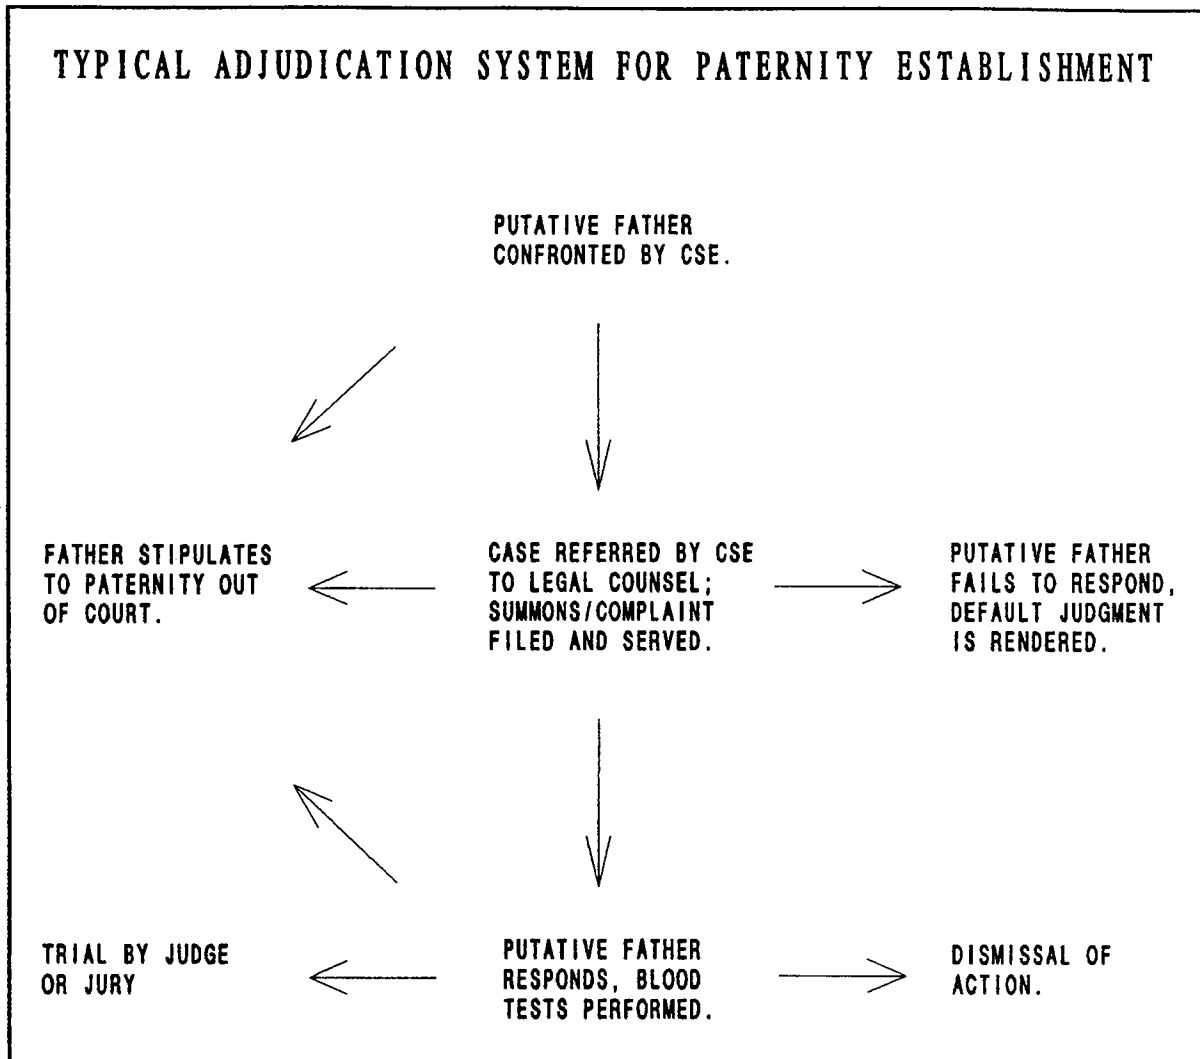 TYPICAL ADJUDICATION SYSTEM FOR PATERNITY ESTABLISHMENT
PUTATIVE FATHER
CONFRONTED BY CSE.
FATHER STIPULATES
TO PATERNITY OUT
OF COURT.
CASE REFERRED BY CSE
TO LEGAL COUNSEL;
SUMMONS/COMPLAINT
FILED AND SERVED.
PUTATIVE FATHER
FAILS TO RESPOND,
DEFAULT JUDGMENT
IS RENDERED.
TRIAL BY JUDGE
OR JURY
PUTATIVE FATHER
RESPONDS, BLOOD
TESTS PERFORMED.
DISMISSAL OF
ACTION.